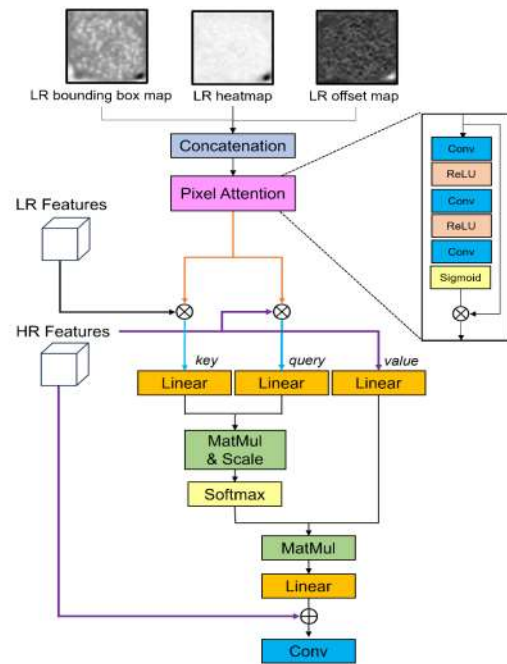 LR bounding box map
LR heatmap
LR offset map
Concatenation
Pixel Attention
Conv
ReLU
Conv
ReLU
Conv
Sigmoid
LR Features
HR Features
key
query
value
Linear
Linear
Linear
MatMul
& Scale
Softmax
MatMul
Linear
Conv